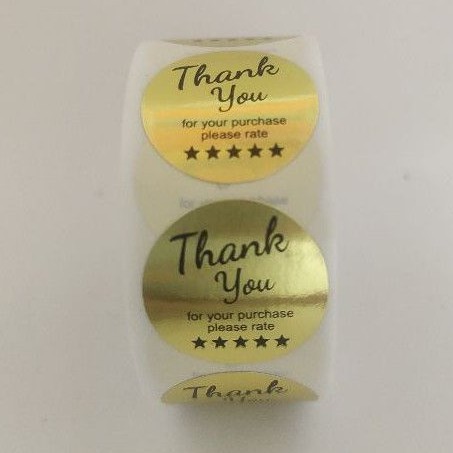 Thank
You
for your purchase
please rate
★★★★★
Thank
You
for your purchase
please rate
★★★★★
Thank